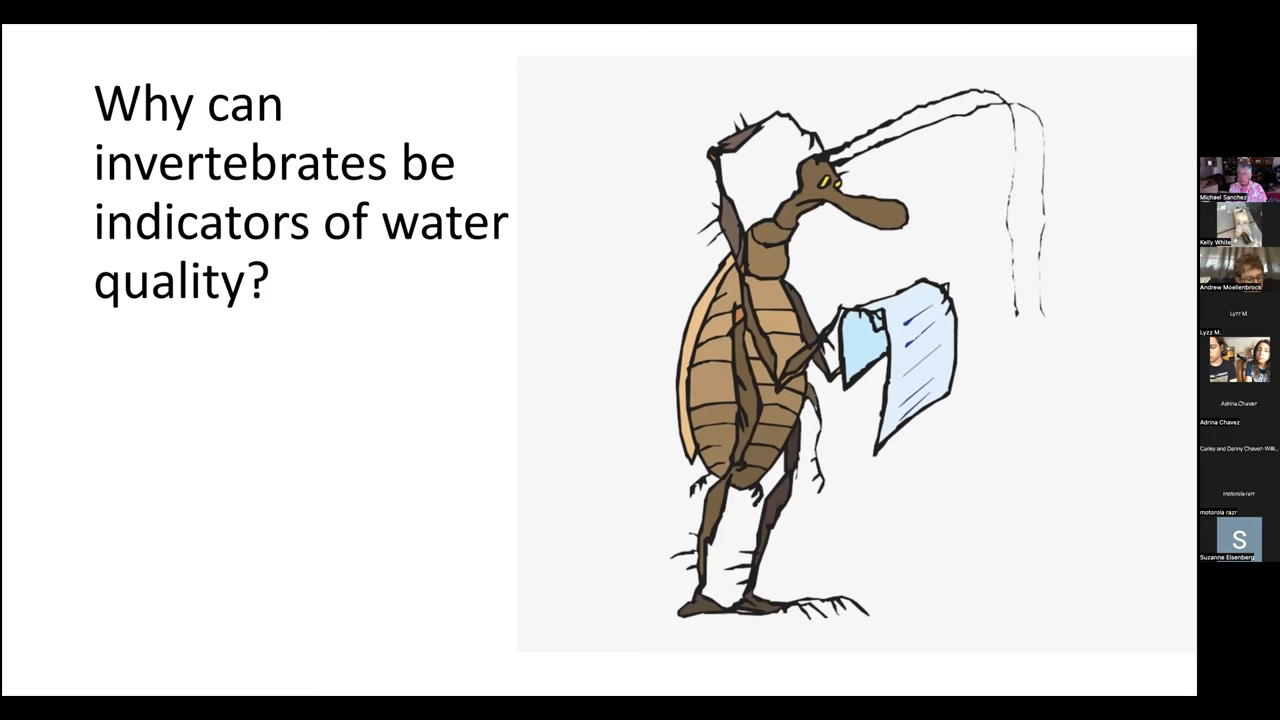 Why can
invertebrates be
indicators of water
quality?
Michael Sanchez
Kelly White
Andrew Moellenbrock
Lyzz M.
Lyzz M.
Adrina Chavez
Adrina Chavez
Carley and Danny Chavez-Willi...
motorola razr
motorola razr
S
Suzanne Eisenberg